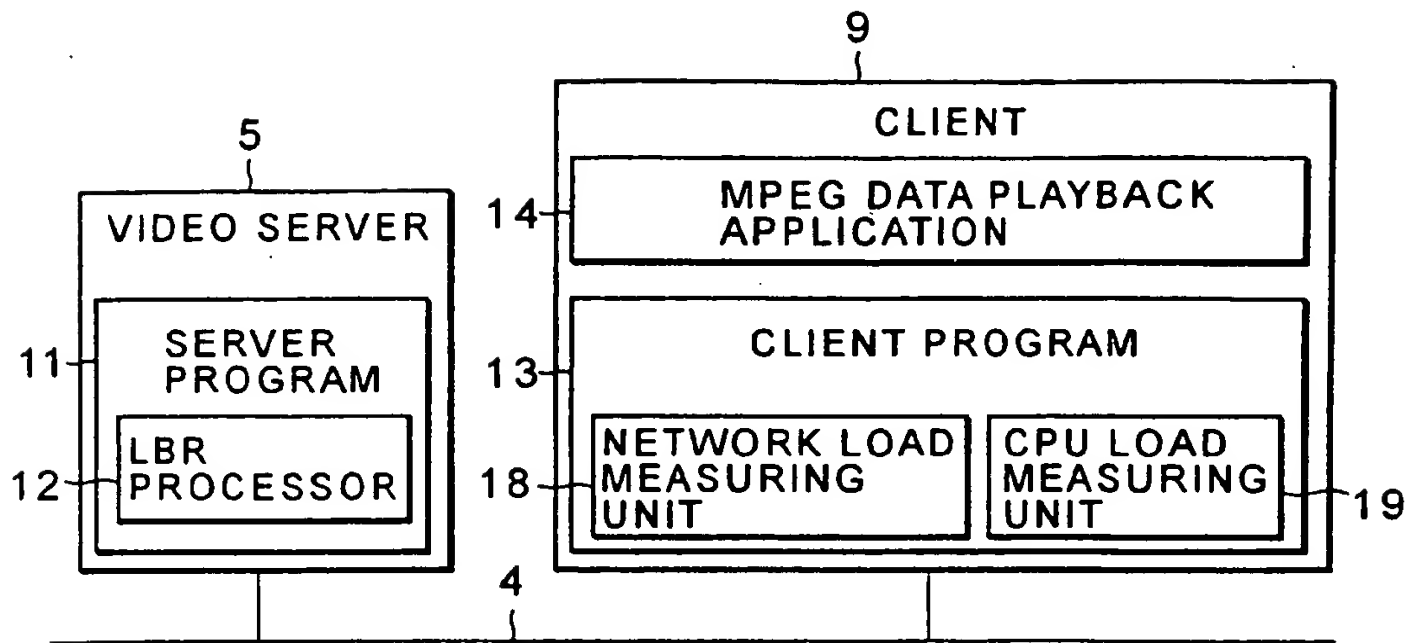 9
CLIENT
5
VIDEO SERVER
14
MPEG DATA PLAYBACK
APPLICATION
11
SERVER
PROGRAM
13
CLIENT PROGRAM
12
LBR
PROCESSOR
18
NETWORK LOAD
MEASURING
UNIT
CPU LOAD
MEASURING
UNIT
19
4